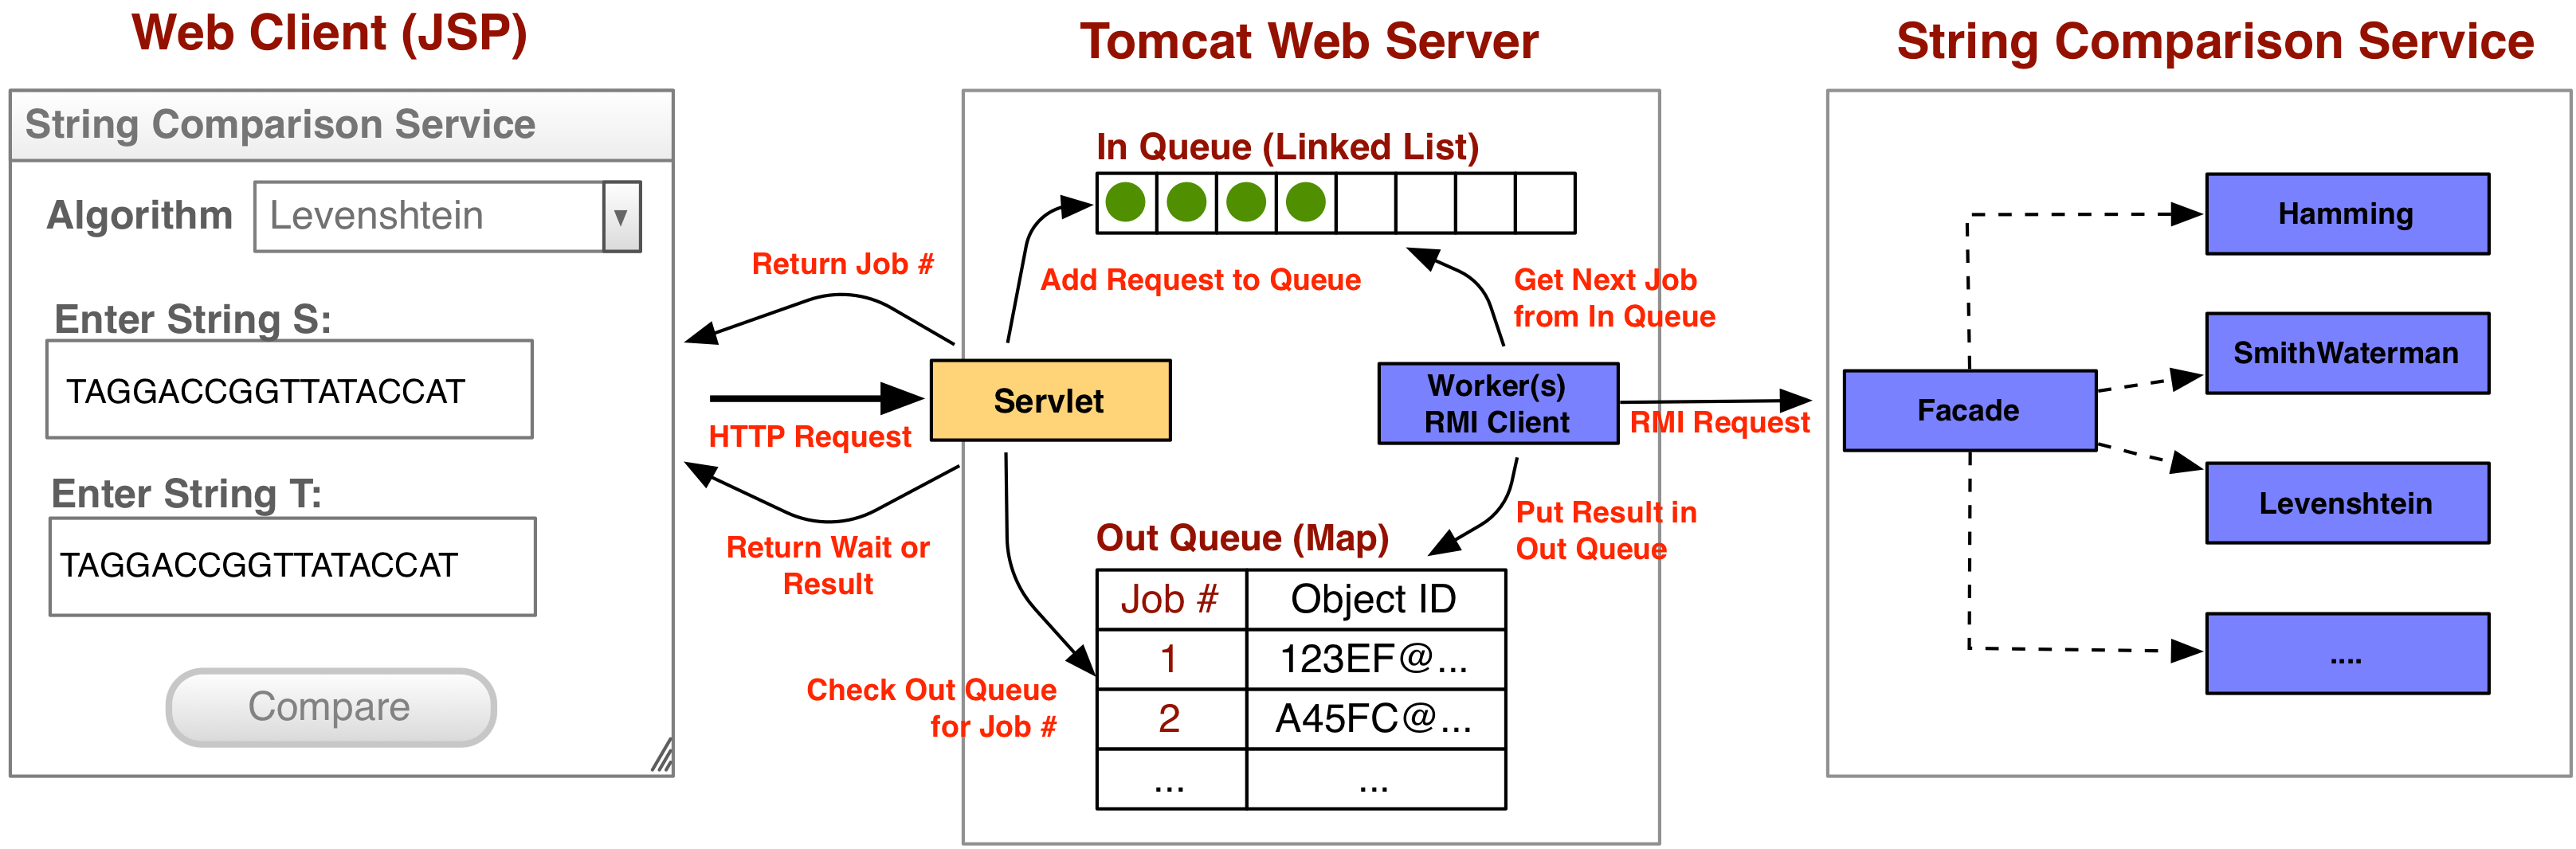 Web Client (JSP)
String Comparison Service
Algorithm
Levenshtein
Enter String S:
TAGGACCGGTTATACCAT
Enter String T:
TAGGACCGGTTATACCAT
Compare
Return Job #
HTTP Request
Return Wait or
Result
Tomcat Web Server
In Queue (Linked List)
Add Request to Queue
Get Next Job
from In Queue
Servlet
Worker(s)
RMI Client
RMI Request
Put Result in
Out Queue
Check Out Queue
for Job #
Out Queue (Map)
Job # Object ID
1 123EF@...
2 A45FC@...
... ...
String Comparison Service
Facade
Hamming
SmithWaterman
Levenshtein
....